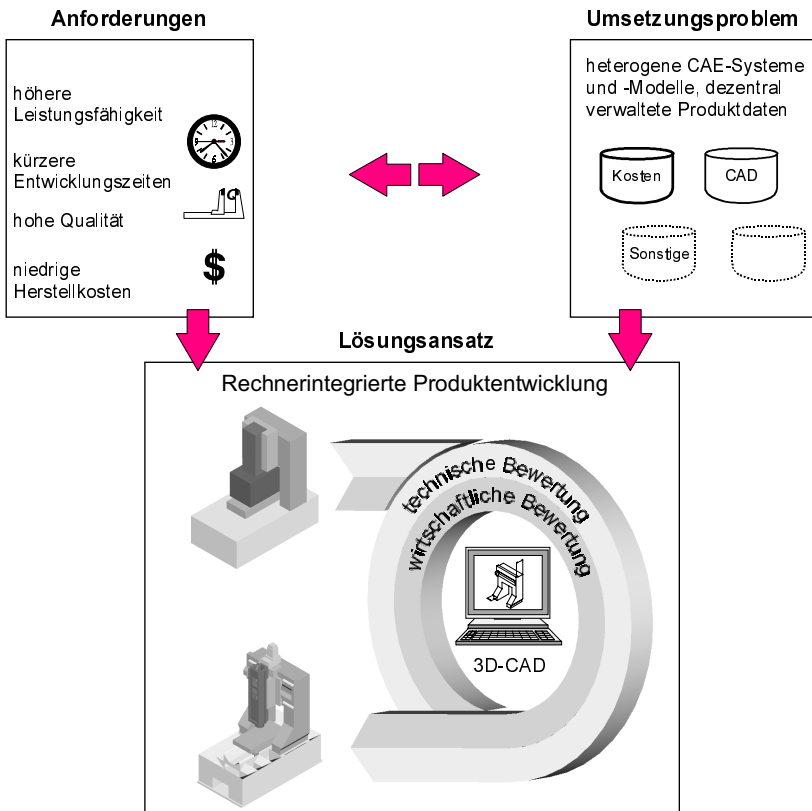 Anforderungen
höhere
Leistungsfähigkeit
kürzere
Entwicklungszeiten
hohe Qualität
niedrige
Herstellkosten
$
Umsetzungsproblem
heterogene CAE-Systeme
und -Modelle, dezentral
verwaltete Produktdaten
Kosten
CAD
Sonstige
Lösungsansatz
Rechnerintegrierte Produktentwicklung
technische Bewertung
wirtschaftliche Bewertung
3D-CAD